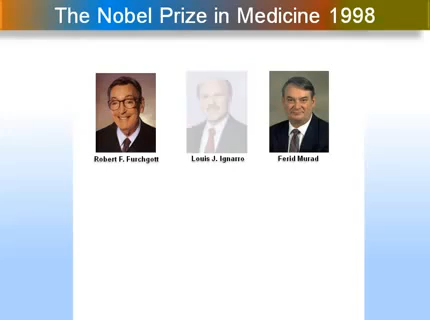 The Nobel Prize in Medicine 1998
Robert F. Furchgott
Louis J. Ignarro
Ferid Murad